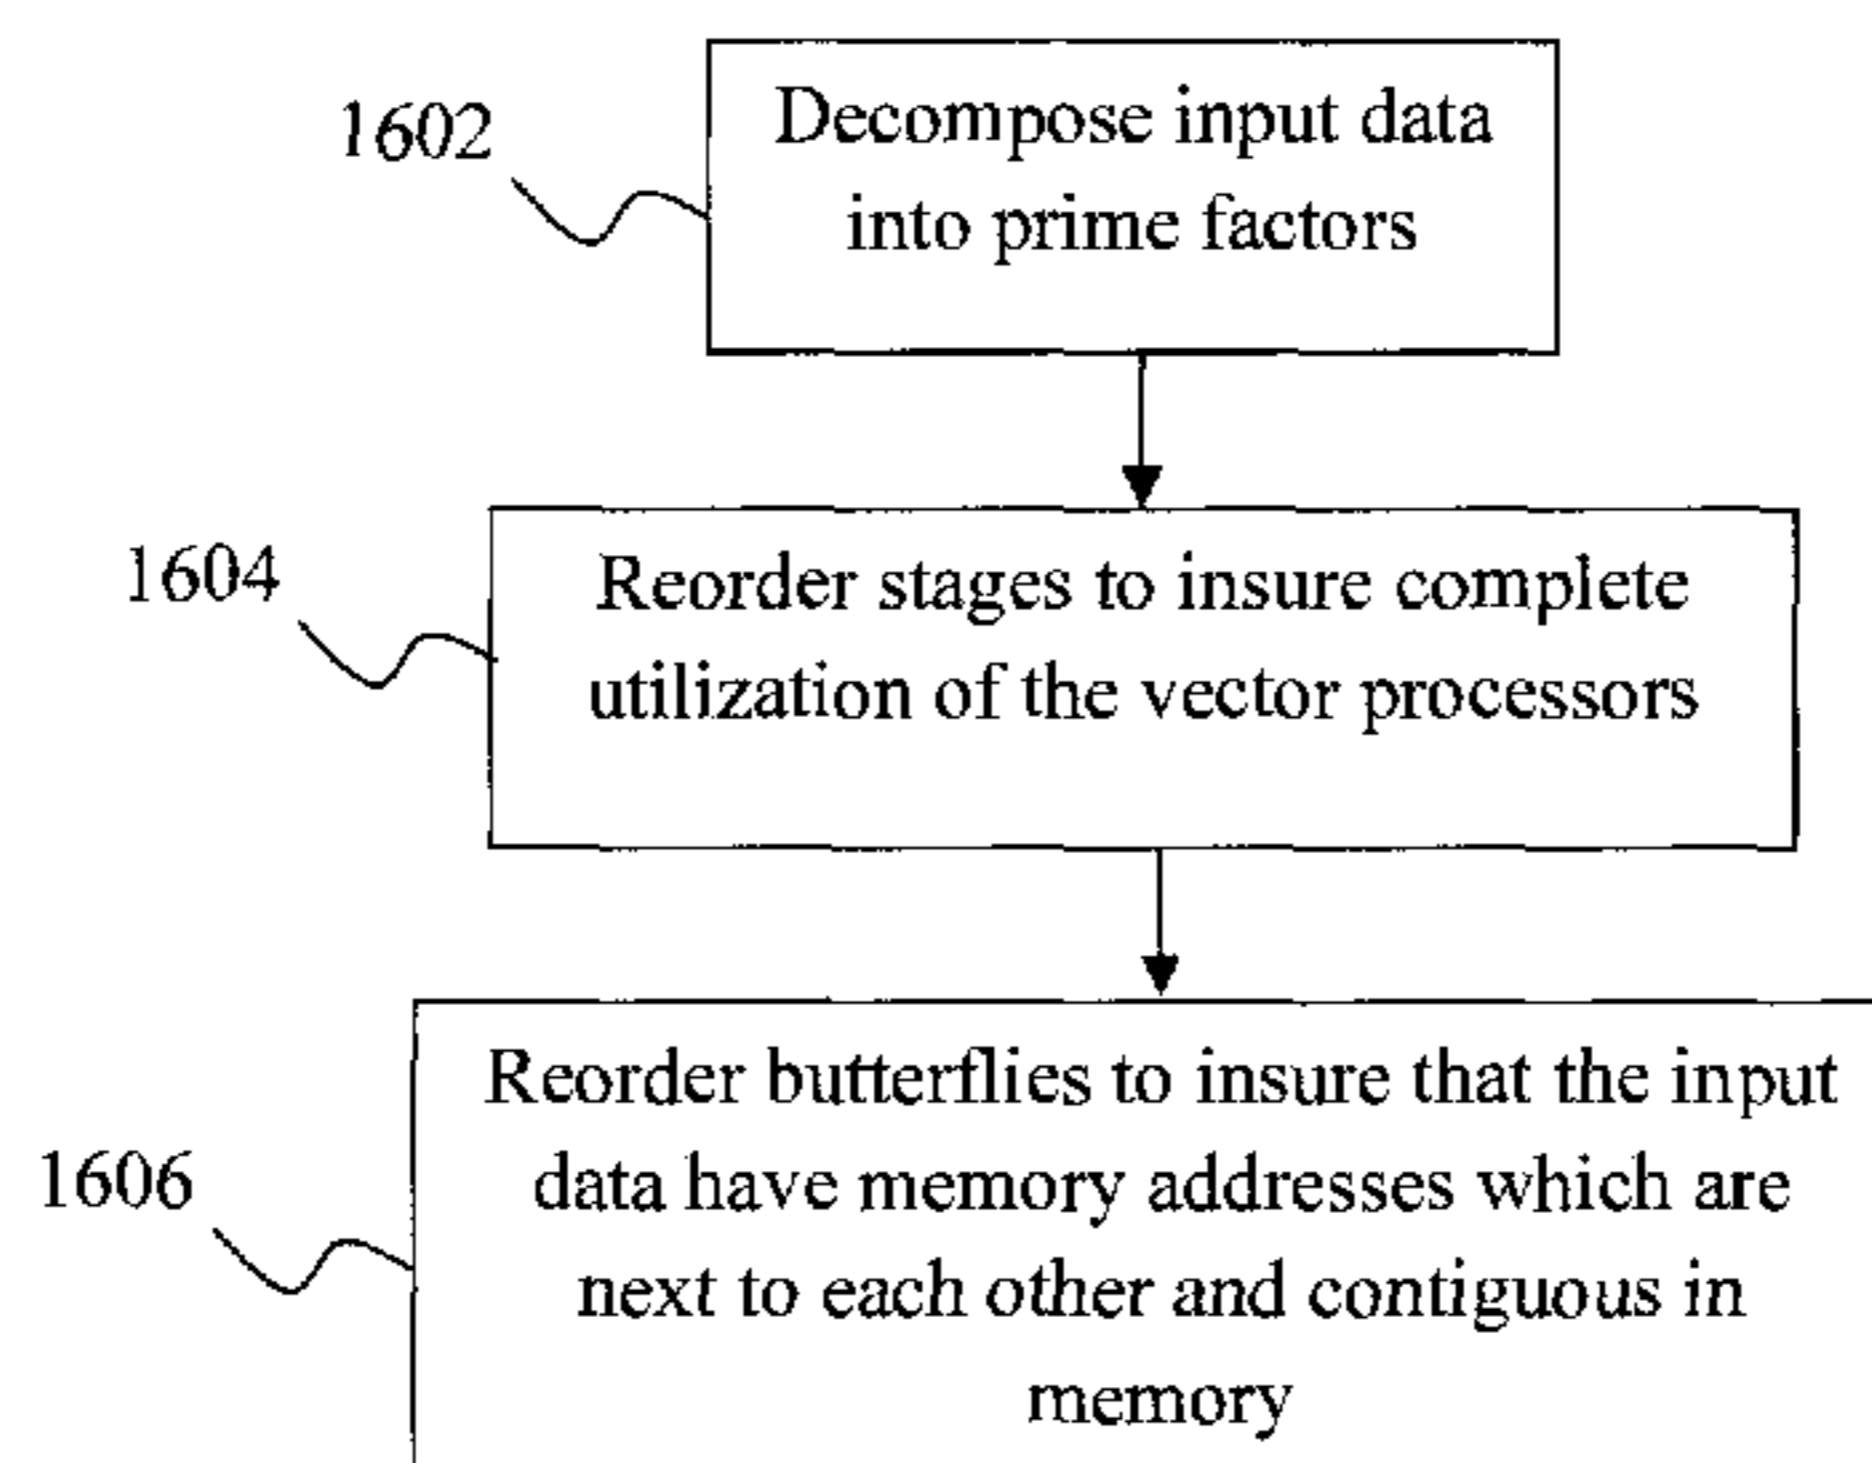 1602
Decompose input data
into prime factors
1604
Reorder stages to insure complete
utilization of the vector processors
1606
Reorder butterflies to insure that the input
data have memory addresses which are
next to each other and contiguous in
memory